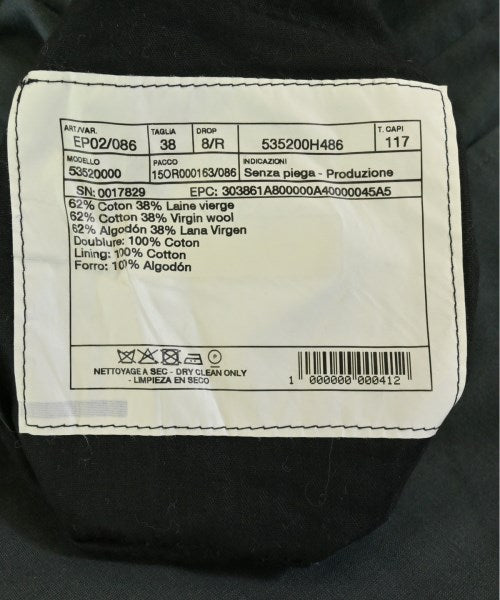 ART./VAR. TAGLIA DROP T. CAPI
EP02/086 38 8/R 535200H486 117
MODELLO PACCO INDICAZIONI
53520000 15OR000163/086 Senza piega - Produzione
SN: 0017829 EPC: 303861A800000A40000045A5
62% Coton 38% Laine vierge
62% Cotton 38% Virgin wool
62% Algodón 38% Lana Virgen
Doublure: 100% Coton
Lining: 100% Cotton
Forro: 100% Algodón
NETTOYAGE A SEC - DRY CLEAN ONLY
- LIMPIEZA EN SECO
1 000000 000412